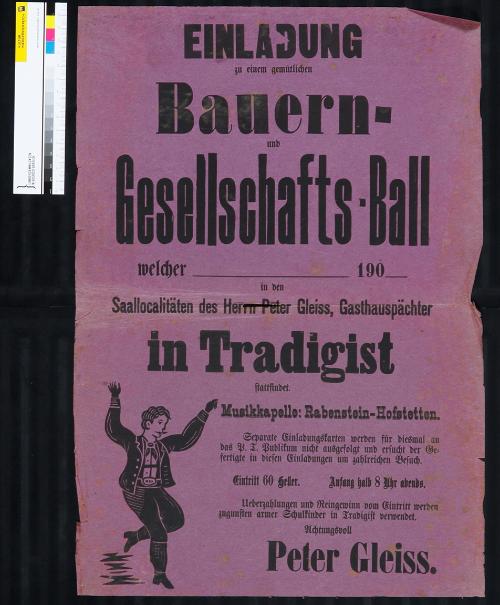 EINLADUNG
zu einem gemütlichen
Bauern-
und
Gesellschafts-Ball
welcher 190
in den
Saallocalitäten des Herrn Peter Gleiss, Gasthauspächter
in Tradigist
stattfindet.
Musikkapelle: Rabenstein-Hofstetten.
Separate Einladungskarten werden für diesmal an
das P. T. Publikum nicht ausgefolgt und ersucht der Ge-
fertigte in diesen Einladungen um zahlreichen Besuch.
Eintritt 60 Heller. Anfang halb 8 Uhr abends.
Ueberzahlungen und Reingewinn vom Eintritt werden
zugunsten armer Schulkinder in Tradigist verwendet.
Achtungsvoll
Peter Gleiss.